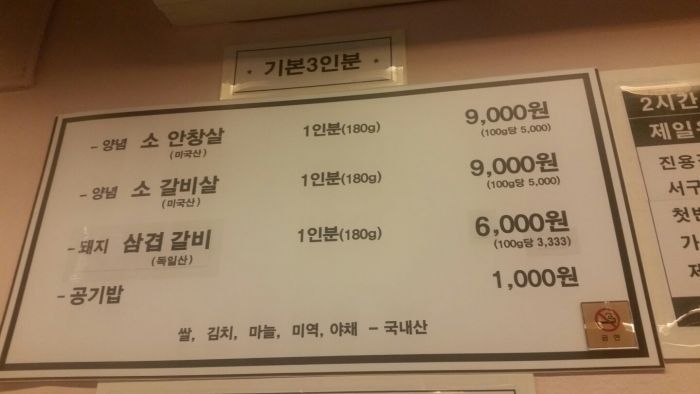 * 기본3인분 *
- 양념 소 안창살 1인분(180g) 9,000원
(미국산) (100g당 5,000)
- 양념 소 갈비살 1인분(180g) 9,000원
(미국산) (100g당 5,000)
- 돼지 삼겹 갈비 1인분(180g) 6,000원
(독일산) (100g당 3,333)
- 공기밥 1,000원
쌀, 김치, 마늘, 미역, 야채 - 국내산
금연
2시간
진용
서구
첫번
가